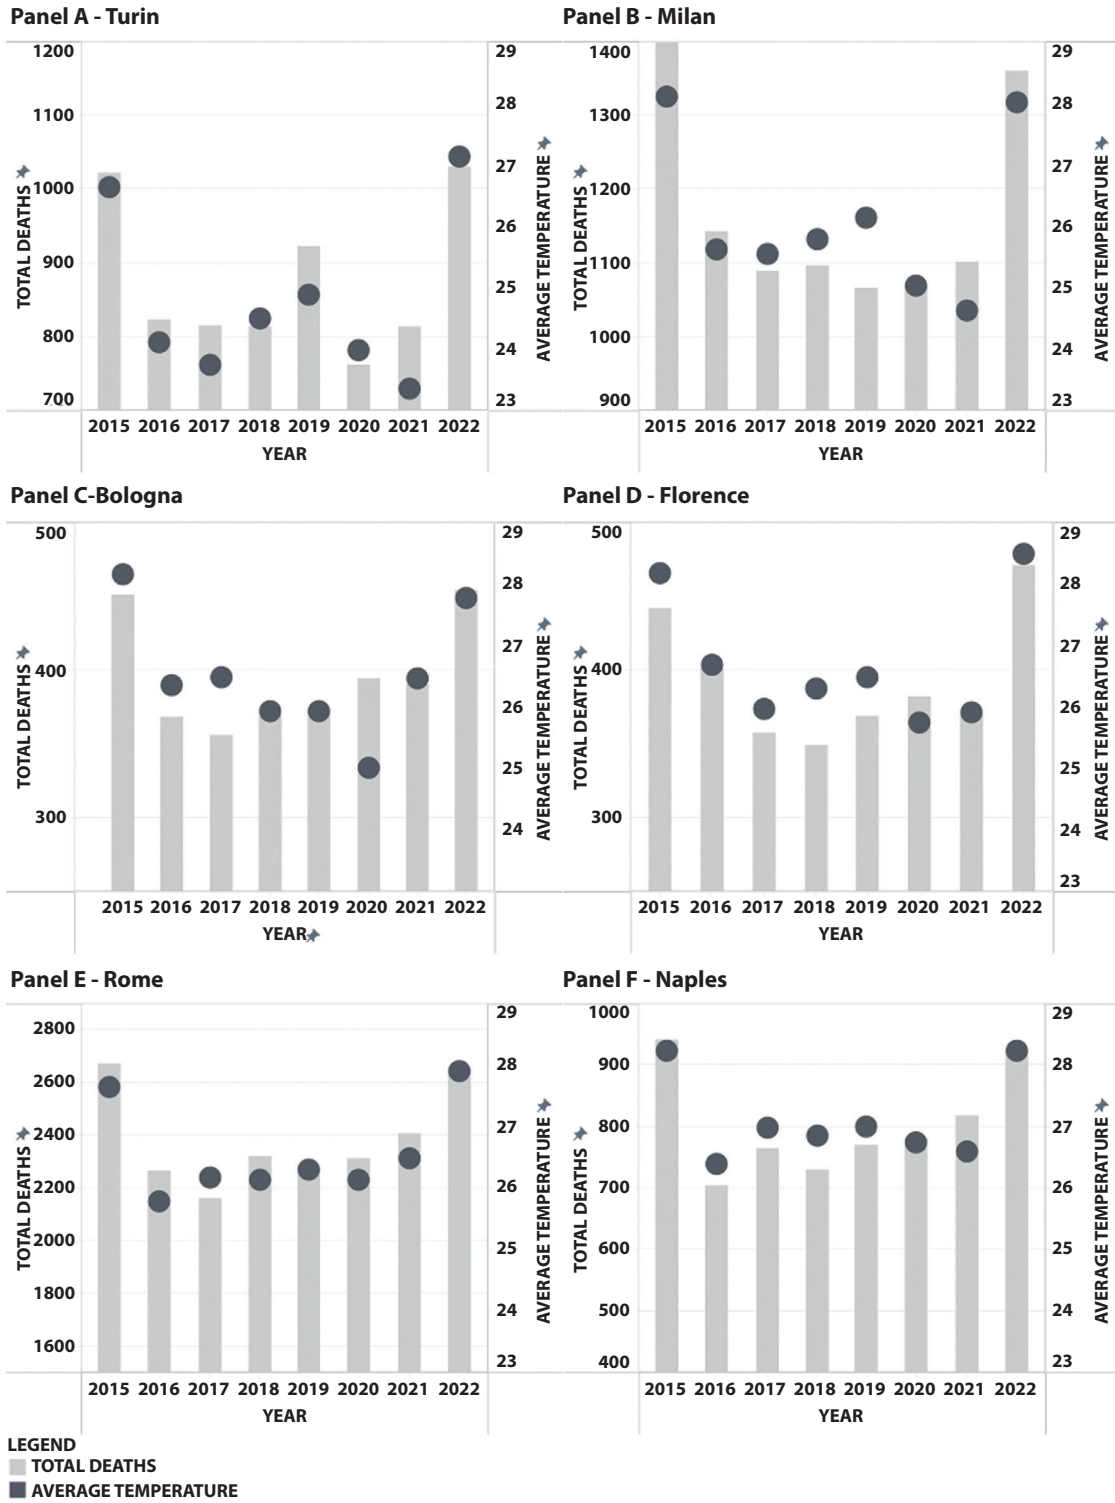 Panel A - Turin
1200
1100
1000
900
800
700
TOTAL DEATHS
29
28
27
26
25
24
23
AVERAGE TEMPERATURE
2015 2016 2017 2018 2019 2020 2021 2022
YEAR
Panel B - Milan
1400
1300
1200
1100
1000
900
TOTAL DEATHS
29
28
27
26
25
24
23
AVERAGE TEMPERATURE
2015 2016 2017 2018 2019 2020 2021 2022
YEAR
Panel C-Bologna
500
400
300
TOTAL DEATHS
29
28
27
26
25
24
AVERAGE TEMPERATURE
2015 2016 2017 2018 2019 2020 2021 2022
YEAR
Panel D - Florence
500
400
300
TOTAL DEATHS
29
28
27
26
25
24
23
AVERAGE TEMPERATURE
2015 2016 2017 2018 2019 2020 2021 2022
YEAR
Panel E - Rome
2800
2600
2400
2200
2000
1800
1600
TOTAL DEATHS
29
28
27
26
25
24
23
AVERAGE TEMPERATURE
2015 2016 2017 2018 2019 2020 2021 2022
YEAR
Panel F - Naples
1000
900
800
700
600
500
400
TOTAL DEATHS
29
28
27
26
25
24
23
AVERAGE TEMPERATURE
2015 2016 2017 2018 2019 2020 2021 2022
YEAR
LEGEND
TOTAL DEATHS
AVERAGE TEMPERATURE